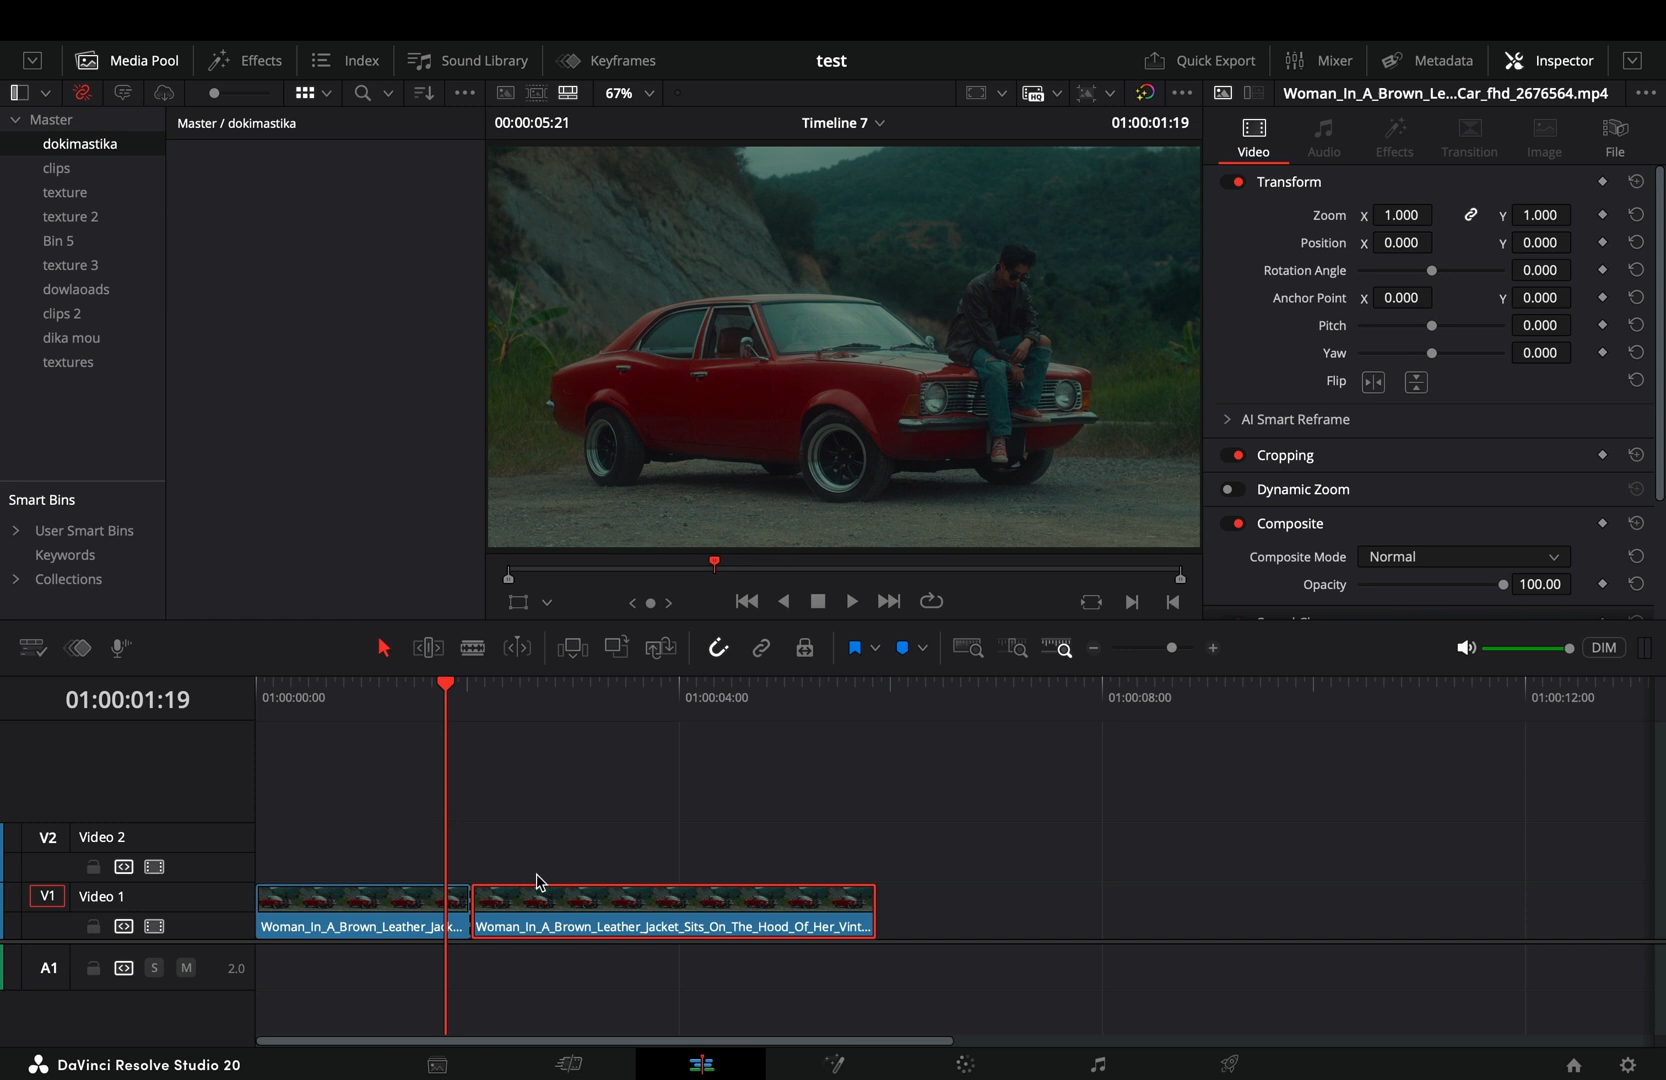 Media Pool
Effects
Index
Sound Library
Keyframes
test
Quick Export
Mixer
Metadata
Inspector
67%
HQ
Woman_In_A_Brown_Le...Car_fhd_2676564.mp4
Master
dokimastika
clips
texture
texture 2
Bin 5
texture 3
dowlaoads
clips 2
dika mou
textures
Smart Bins
User Smart Bins
Keywords
Collections
Master / dokimastika
00:00:05:21
Timeline 7
01:00:01:19
Video
Audio
Effects
Transition
Image
File
Transform
Zoom X 1.000 Y 1.000
Position X 0.000 Y 0.000
Rotation Angle 0.000
Anchor Point X 0.000 Y 0.000
Pitch 0.000
Yaw 0.000
Flip
AI Smart Reframe
Cropping
Dynamic Zoom
Composite
Composite Mode Normal
Opacity 100.00
DIM
01:00:01:19
01:00:00:00
01:00:04:00
01:00:08:00
01:00:12:00
V2 Video 2
V1 Video 1
Woman_In_A_Brown_Leather_Jack...
Woman_In_A_Brown_Leather_Jacket_Sits_On_The_Hood_Of_Her_Vint...
A1 S M 2.0
DaVinci Resolve Studio 20